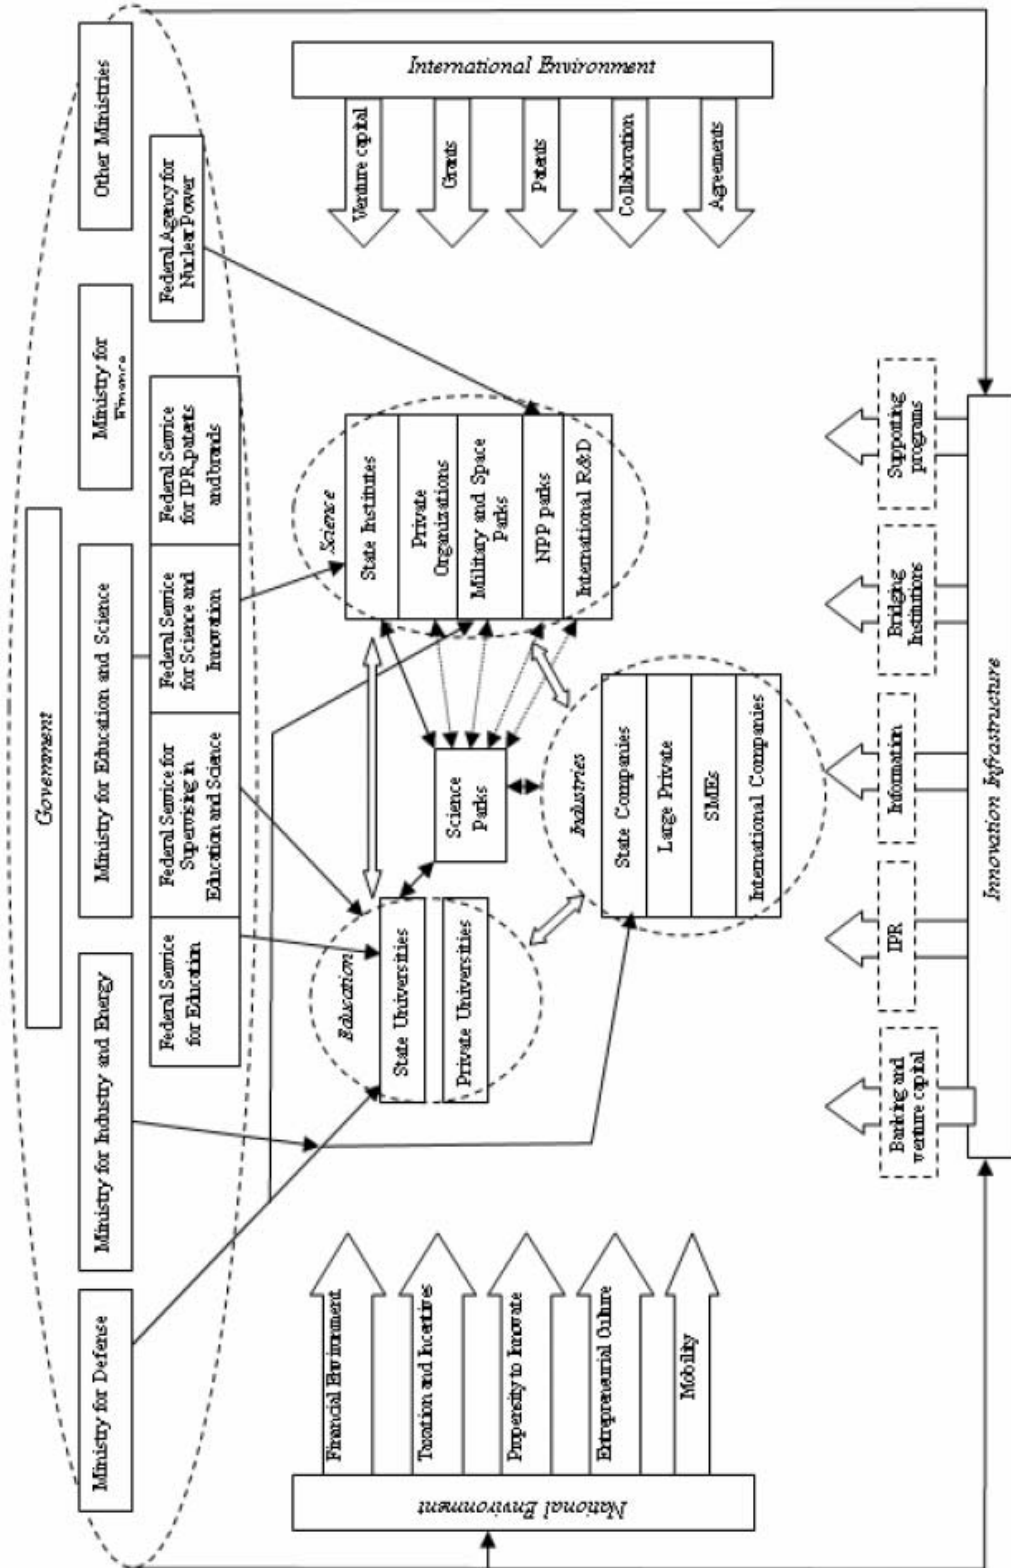 Government
Ministry for Defense
Ministry for Industry and Energy
Ministry for Education and Science
Ministry for
Finance
Other Ministries
Federal Service
for Education
Federal Service for
Supervising in
Education and Science
Federal Service
for Science and
Innovation
Federal Service
for IPR, patents
and brands
Federal Agency for
Nuclear Power
National Environment
Financial Environment
Taxation and Incentives
Propensity to Innovate
Entrepreneurial Culture
Mobility
Education
State Universities
Private Universities
Science
Parks
Science
State Institutes
Private
Organizations
Military and Space
Parks
NPP parks
International R&D
Industries
State Companies
Large Private
SMEs
International Companies
International Environment
Venture capital
Grants
Patents
Collaboration
Agreements
Banking and
venture capital
IPR
Information
Bridging
Institutions
Supporting
programs
Innovation Infrastructure